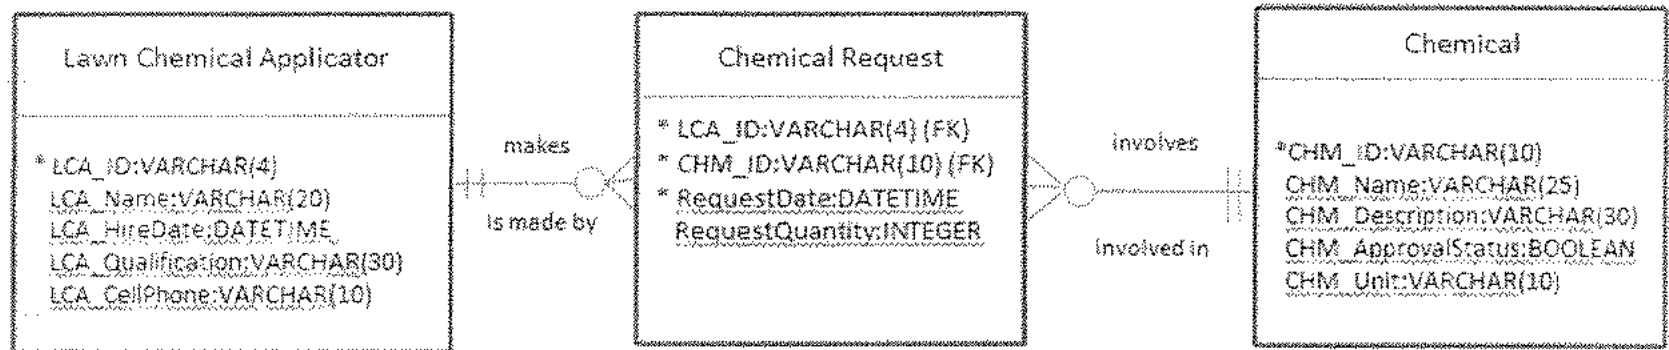 Lawn Chemical Applicator
* LCA_ID:VARCHAR(4)
LCA_Name:VARCHAR(20)
LCA_HireDate:DATETIME
LCA_Qualification:VARCHAR(30)
LCA_CellPhone:VARCHAR(10)
makes
Is made by
Chemical Request
* LCA_ID:VARCHAR(4) (FK)
* CHM_ID:VARCHAR(10) (FK)
* RequestDate:DATETIME
RequestQuantity:INTEGER
involves
Involved in
Chemical
*CHM_ID:VARCHAR(10)
CHM_Name:VARCHAR(25)
CHM_Description:VARCHAR(30)
CHM_ApprovalStatus:BOOLEAN
CHM_Unit:VARCHAR(10)